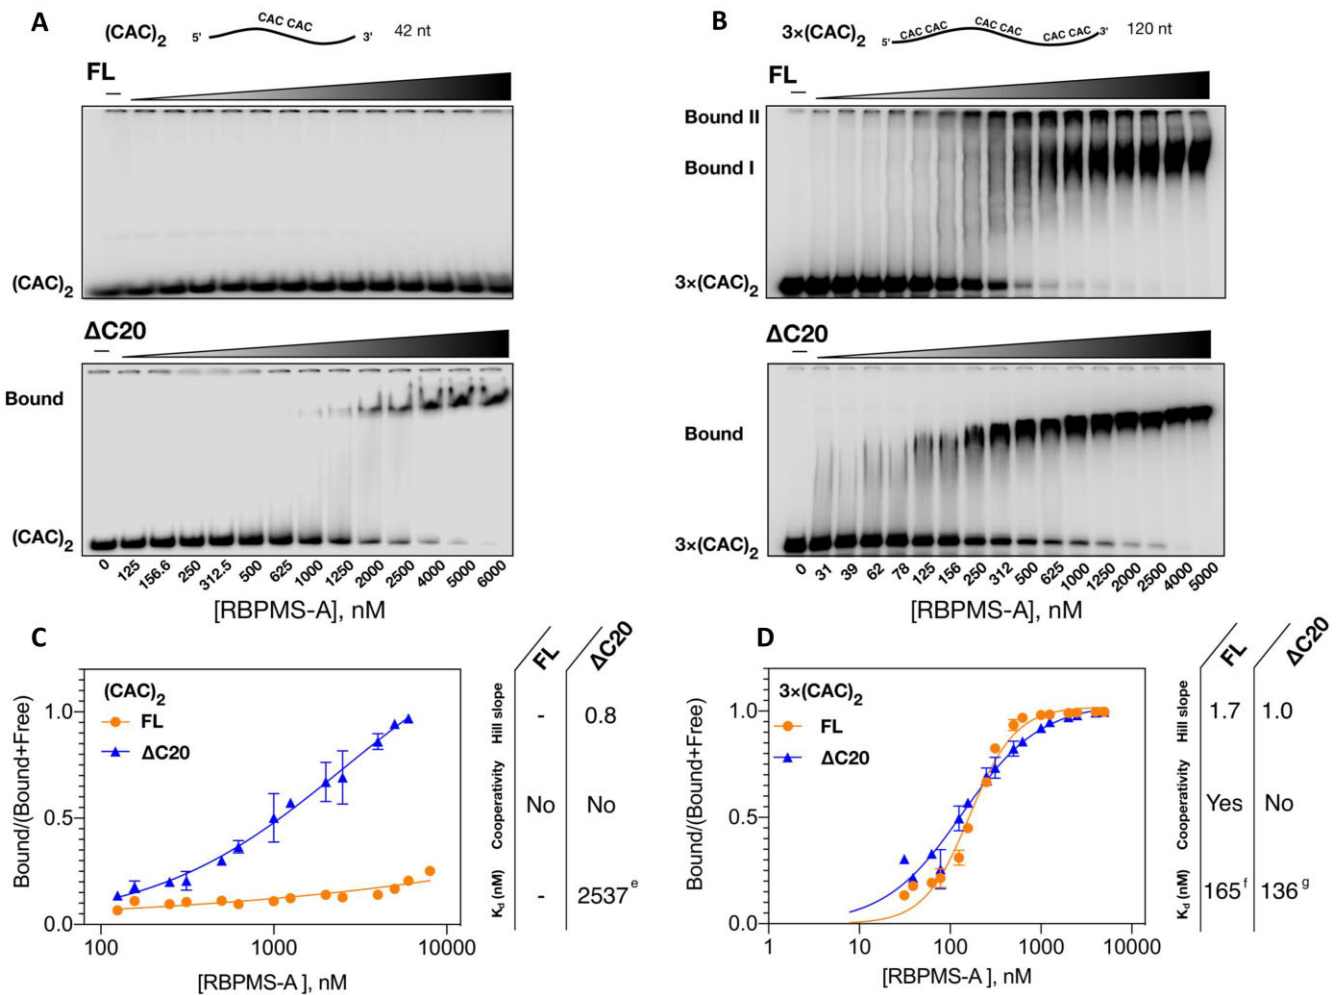 A
(CAC)2
5'
CAC CAC
3'
42 nt
FL
–
(CAC)2
ΔC20
–
Bound
(CAC)2
0 125 156.6 250 312.5 500 625 1000 1250 2000 2500 4000 5000 6000
[RBPMS-A], nM
B
3×(CAC)2
5'
CAC CAC
CAC CAC
CAC CAC
3'
120 nt
FL
–
Bound II
Bound I
3×(CAC)2
ΔC20
–
Bound
3×(CAC)2
0 31 39 62 78 125 156 250 312 500 625 1000 1250 2000 2500 4000 5000
[RBPMS-A], nM
C
(CAC)2
FL
ΔC20
Bound/(Bound+Free)
1.0
0.5
0.0
100 1000 10000
[RBPMS-A], nM
FL ΔC20
Hill slope - 0.8
Cooperativity No No
Kd (nM) - 2537e
D
3×(CAC)2
FL
ΔC20
Bound/(Bound+Free)
1.0
0.5
0.0
1 10 100 1000 10000
[RBPMS-A], nM
FL ΔC20
Hill slope 1.7 1.0
Cooperativity Yes No
Kd (nM) 165f 136g